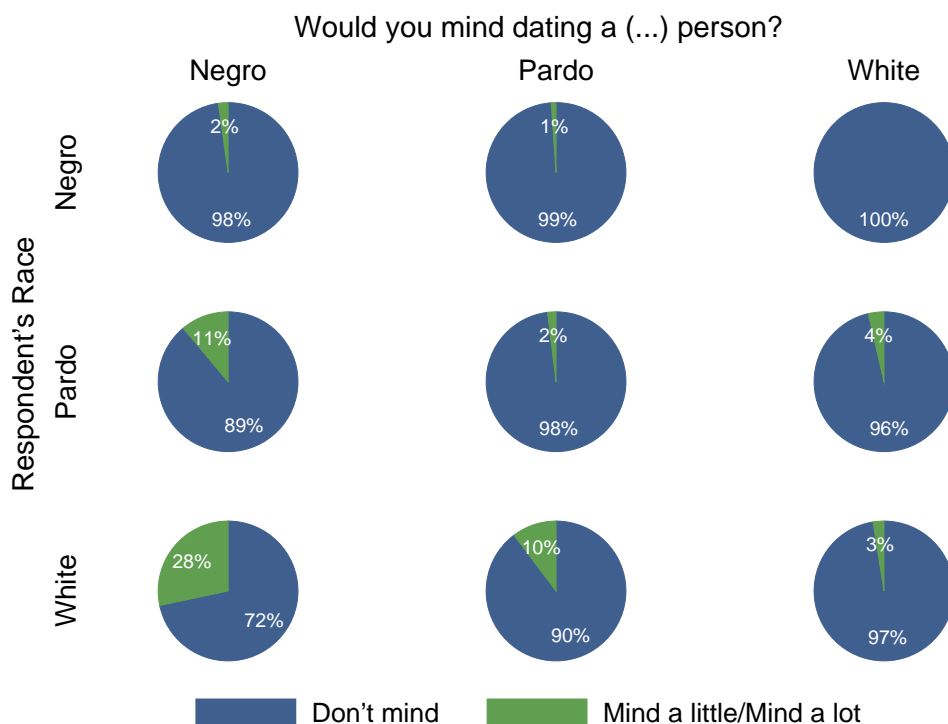 Would you mind dating a (...) person?
Negro Pardo White
Respondent's Race
Negro
2% 1%
98% 99% 100%
Pardo
11% 2% 4%
89% 98% 96%
White
28% 10% 3%
72% 90% 97%
Don't mind Mind a little/Mind a lot